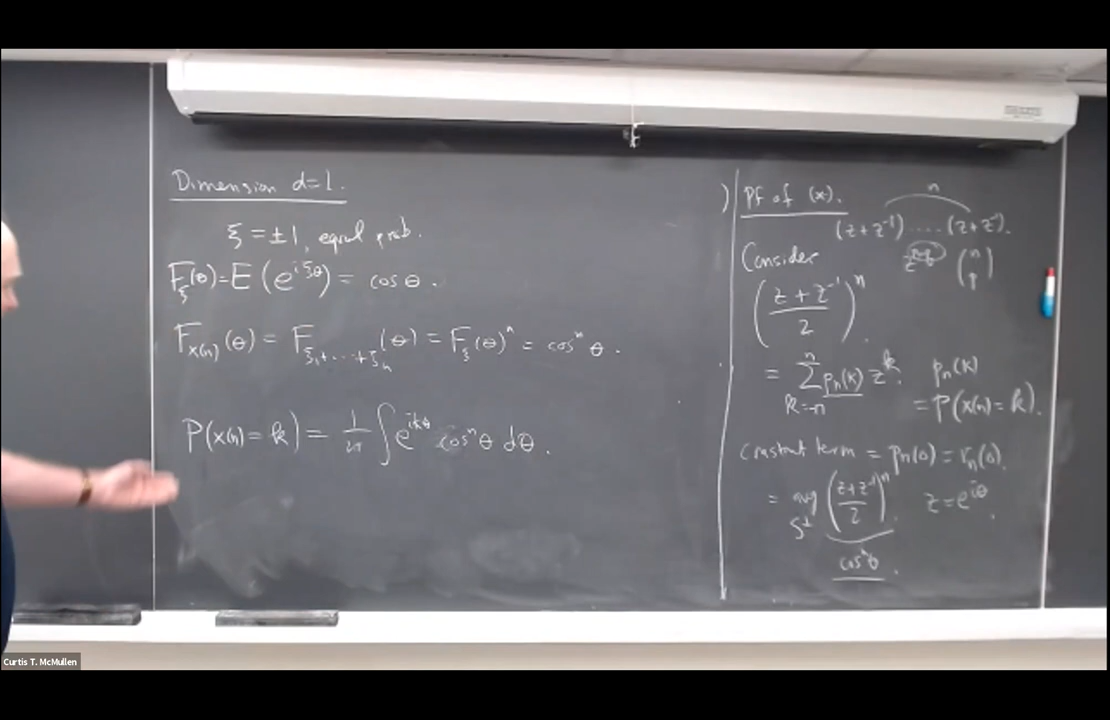 Dimension d=1.
ξ = ±1, equal prob.
F_ξ(θ) = E(e^{iξθ}) = cos θ.
F_{X(n)}(θ) = F_{ξ_1+...+ξ_n}(θ) = F_ξ(θ)^n = cos^n θ.
P(X(n) = k) = 1/2π ∫ e^{ikθ} cos^n θ dθ.
Pf of (*).
n
(z+z^{-1}) ..... (z+z^{-1}).
Consider
((z+z^{-1})/2)^n.
= Σ_{k=-n}^{n} p_n(k) z^k.
p_n(k)
= P(X(n) = k).
constant term = p_n(0) = r_n(0).
= avg_{S^1} ((z+z^{-1})/2)^n. z = e^{iθ}.
cos^n θ.
Curtis T. McMullen